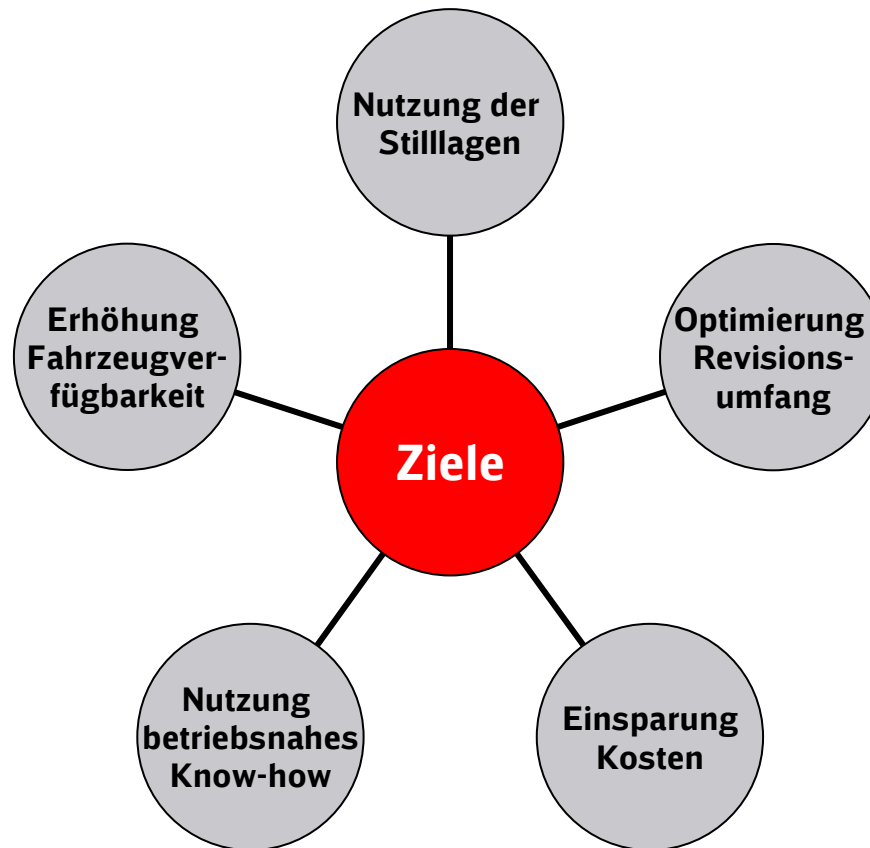 Nutzung der
Stilllagen
Erhöhung
Fahrzeugver-
fügbarkeit
Optimierung
Revisions-
umfang
Ziele
Nutzung
betriebsnahes
Know-how
Einsparung
Kosten